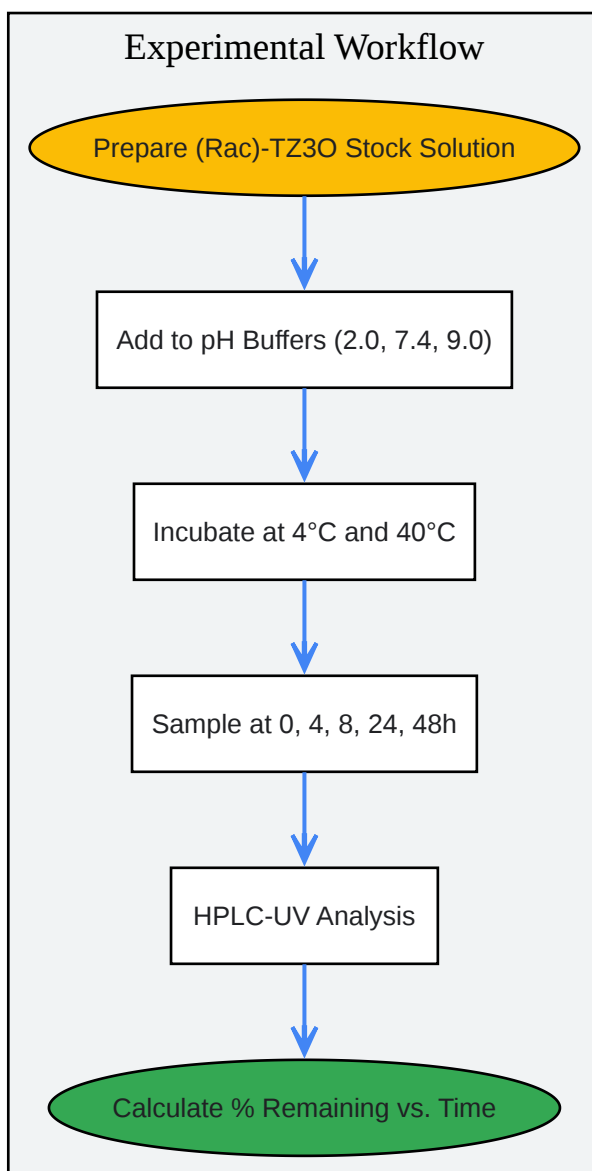 Experimental Workflow
Prepare (Rac)-TZ3O Stock Solution
Add to pH Buffers (2.0, 7.4, 9.0)
Incubate at 4°C and 40°C
Sample at 0, 4, 8, 24, 48h
HPLC-UV Analysis
Calculate % Remaining vs. Time